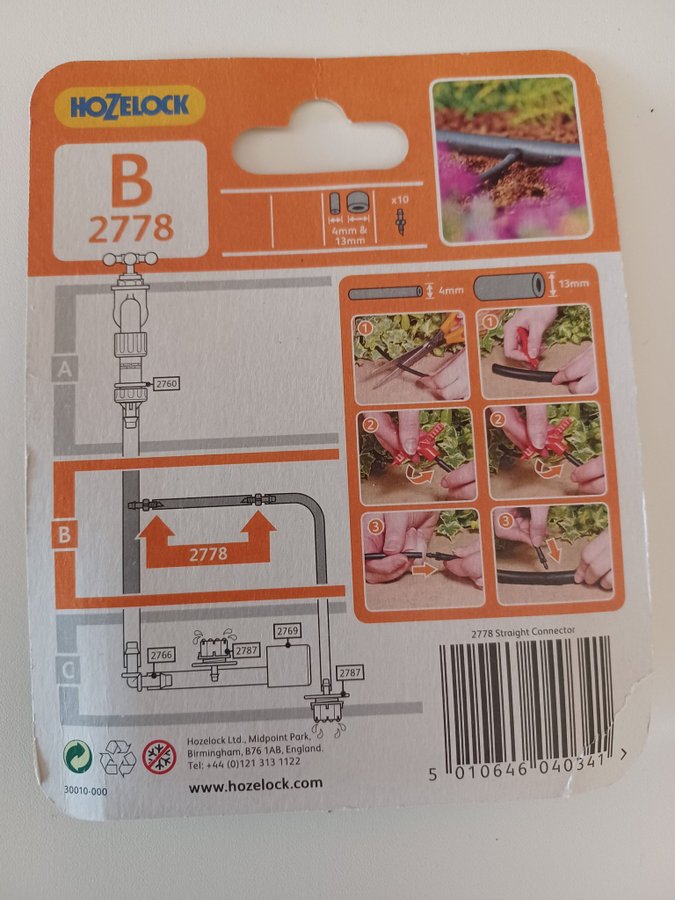 HOZELOCK
B
2778
x10
4mm &
13mm
4mm
13mm
1
1
A
2760
2
2
B
2778
3
3
C
2766
2787
2769
2787
2778 Straight Connector
Hozelock Ltd., Midpoint Park,
Birmingham, B76 1AB, England.
Tel: +44 (0)121 313 1122
30010-000
www.hozelock.com
5 010646 040341 >